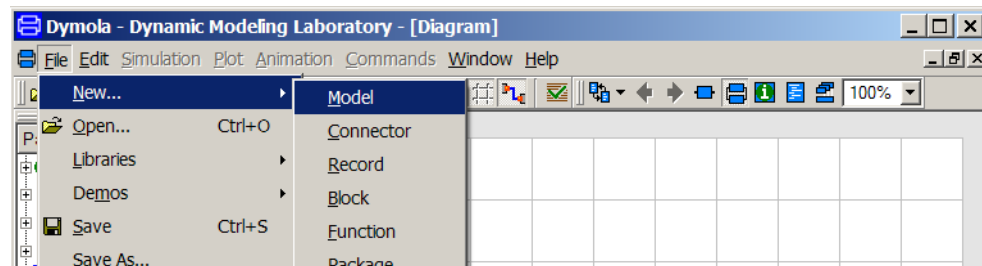 Dymola - Dynamic Modeling Laboratory - [Diagram]
File Edit Simulation Plot Animation Commands Window Help
New... Model 100%
Open... Ctrl+O Connector
Libraries Record
Demos Block
Save Ctrl+S Function
Save As... Package